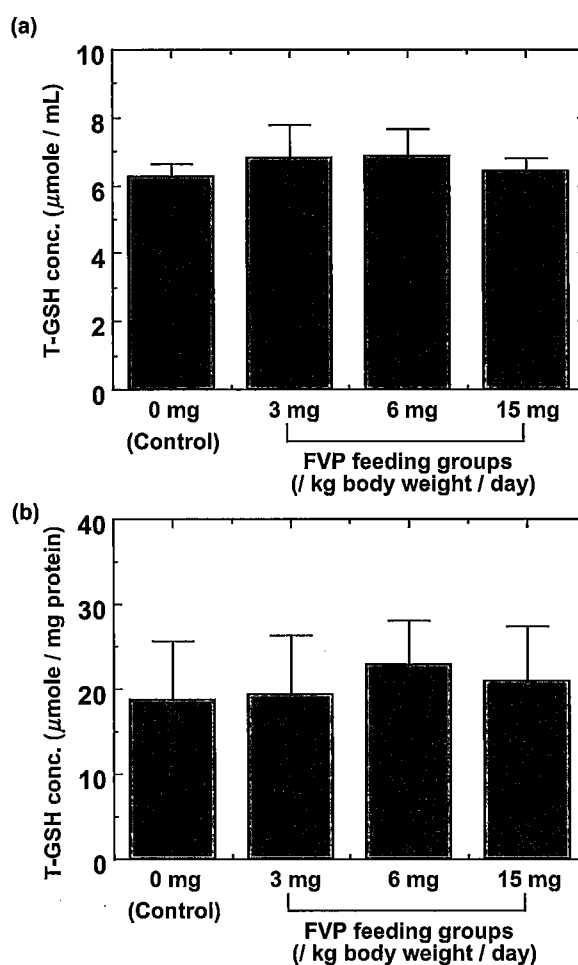 (a)
T-GSH conc. (μmole / mL)
10
8
6
4
2
0
0 mg 3 mg 6 mg 15 mg
(Control)
FVP feeding groups
(/ kg body weight / day)
(b)
T-GSH conc. (μmole / mg protein)
40
30
20
10
0
0 mg 3 mg 6 mg 15 mg
(Control)
FVP feeding groups
(/ kg body weight / day)